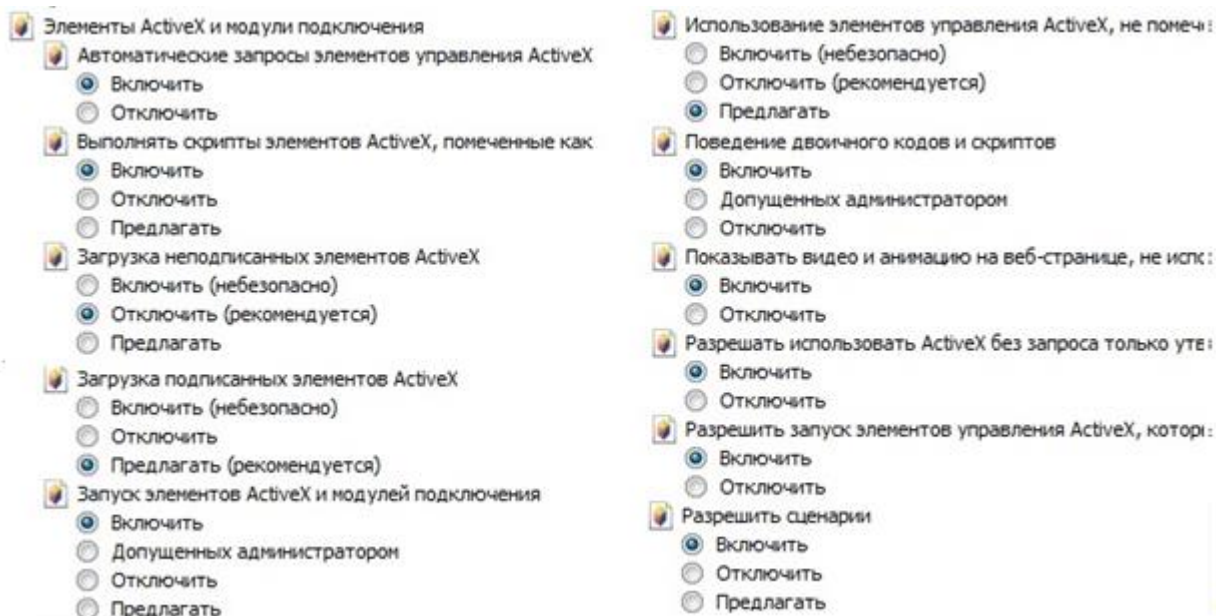 Элементы ActiveX и модули подключения
Автоматические запросы элементов управления ActiveX
Включить
Отключить
Выполнять скрипты элементов ActiveX, помеченные как
Включить
Отключить
Предлагать
Загрузка неподписанных элементов ActiveX
Включить (небезопасно)
Отключить (рекомендуется)
Предлагать
Загрузка подписанных элементов ActiveX
Включить (небезопасно)
Отключить
Предлагать (рекомендуется)
Запуск элементов ActiveX и модулей подключения
Включить
Допущенных администратором
Отключить
Предлагать
Использование элементов управления ActiveX, не помеч
Включить (небезопасно)
Отключить (рекомендуется)
Предлагать
Поведение двоичного кодов и скриптов
Включить
Допущенных администратором
Отключить
Показывать видео и анимацию на веб-странице, не испс
Включить
Отключить
Разрешать использовать ActiveX без запроса только утв
Включить
Отключить
Разрешить запуск элементов управления ActiveX, котор
Включить
Отключить
Разрешить сценарии
Включить
Отключить
Предлагать